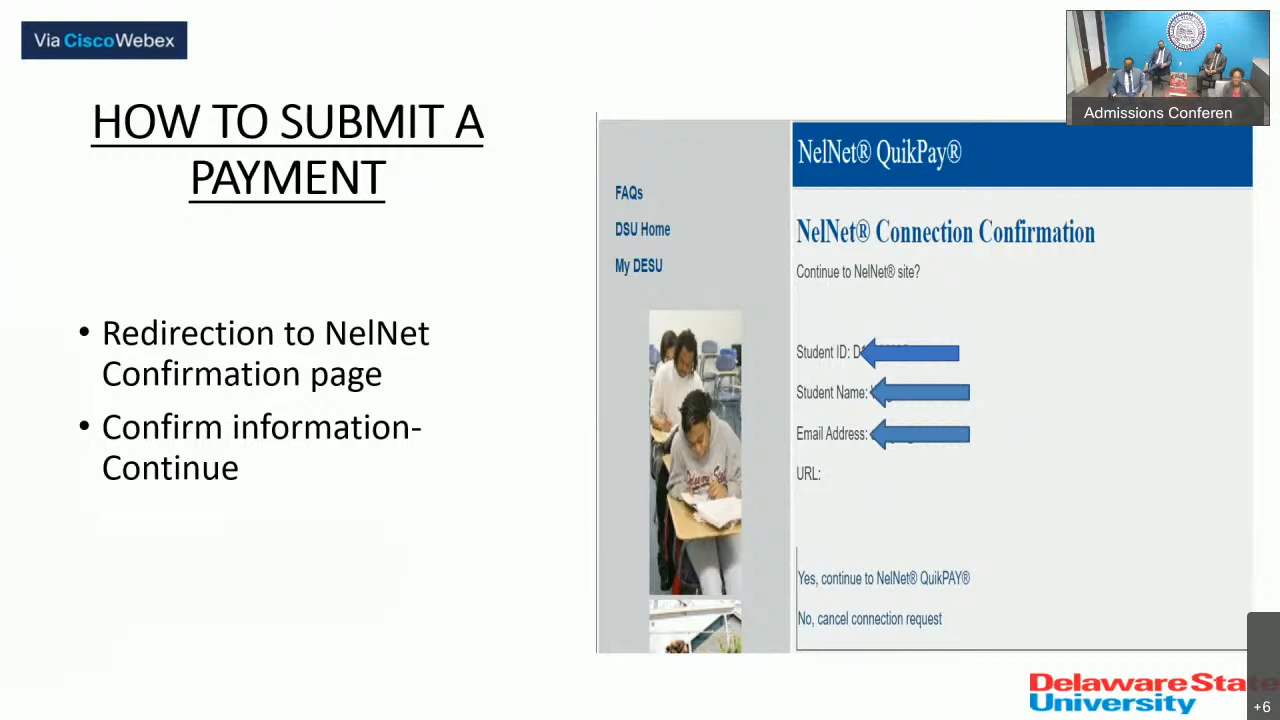 Via CiscoWebex
HOW TO SUBMIT A
PAYMENT
• Redirection to NelNet
Confirmation page
• Confirm information-
Continue
FAQs
DSU Home
My DESU
NelNet® QuikPay®
NelNet® Connection Confirmation
Continue to NelNet® site?
Student ID:
Student Name:
Email Address:
URL:
Yes, continue to NelNet® QuikPAY®
No, cancel connection request
Admissions Conferen
Delaware State
University
+6